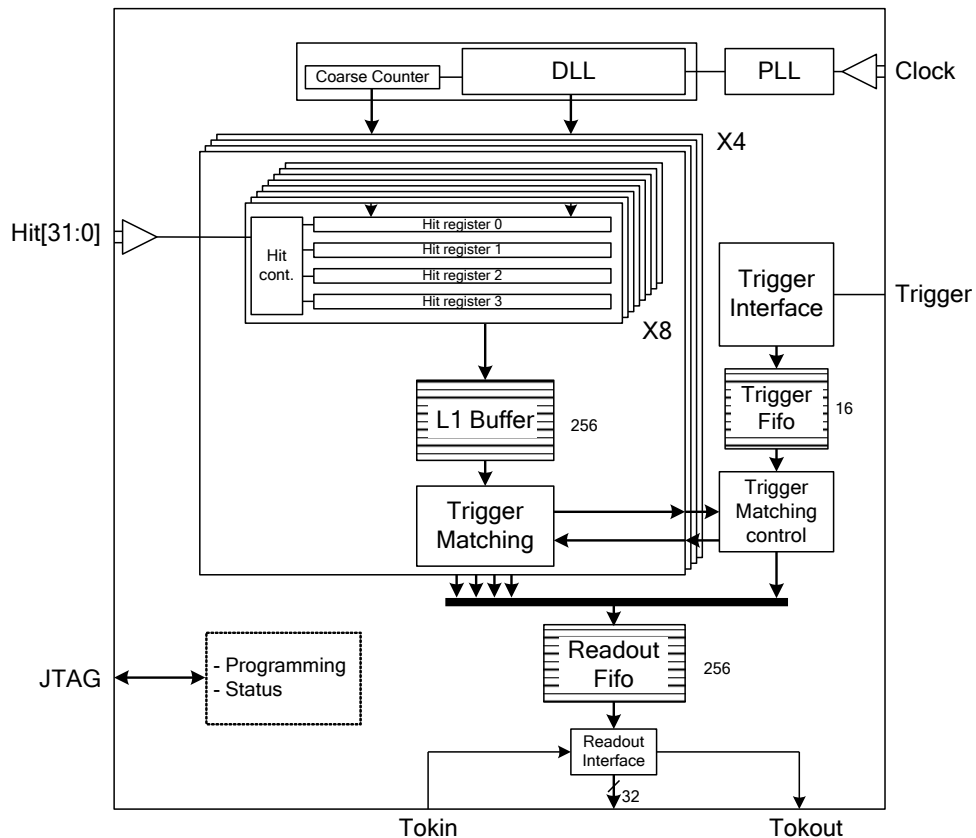 Coarse Counter
DLL
PLL
Clock
X4
Hit[31:0]
Hit
cont.
Hit register 0
Hit register 1
Hit register 2
Hit register 3
X8
Trigger
Interface
Trigger
L1 Buffer
256
Trigger
Fifo
16
Trigger
Matching
Trigger
Matching
control
JTAG
- Programming
- Status
Readout
Fifo
256
Readout
Interface
32
Tokin
Tokout